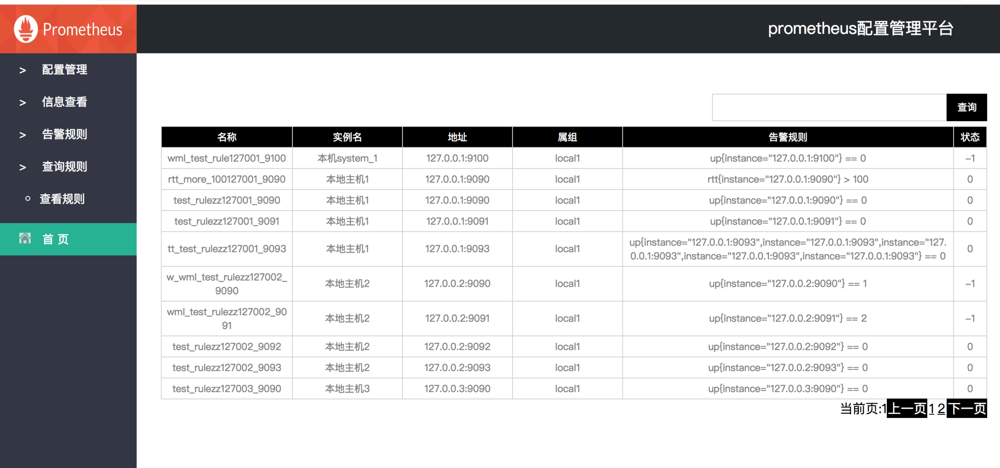 Prometheus
prometheus配置管理平台
> 配置管理
> 信息查看
> 告警规则
> 查询规则
查看规则
首 页
查询
名称 实例名 地址 属组 告警规则 状态
wml_test_rule127001_9100 本机system_1 127.0.0.1:9100 local1 up{instance="127.0.0.1:9100"} == 0 -1
rtt_more_100127001_9090 本地主机1 127.0.0.1:9090 local1 rtt{instance="127.0.0.1:9090"} > 100 0
test_rulezz127001_9090 本地主机1 127.0.0.1:9090 local1 up{instance="127.0.0.1:9090"} == 0 0
test_rulezz127001_9091 本地主机1 127.0.0.1:9091 local1 up{instance="127.0.0.1:9091"} == 0 0
tt_test_rulezz127001_9093 本地主机1 127.0.0.1:9093 local1 up{instance="127.0.0.1:9093",instance="127.0.0.1:9093",instance="127.
0.0.1:9093",instance="127.0.0.1:9093",instance="127.0.0.1:9093"} == 0 0
w_wml_test_rulezz127002_
9090 本地主机2 127.0.0.2:9090 local1 up{instance="127.0.0.2:9090"} == 1 -1
wml_test_rulezz127002_90
91 本地主机2 127.0.0.2:9091 local1 up{instance="127.0.0.2:9091"} == 2 -1
test_rulezz127002_9092 本地主机2 127.0.0.2:9092 local1 up{instance="127.0.0.2:9092"} == 0 0
test_rulezz127002_9093 本地主机2 127.0.0.2:9093 local1 up{instance="127.0.0.2:9093"} == 0 0
test_rulezz127003_9090 本地主机3 127.0.0.3:9090 local1 up{instance="127.0.0.3:9090"} == 0 0
当前页:1 上一页 1 2 下一页